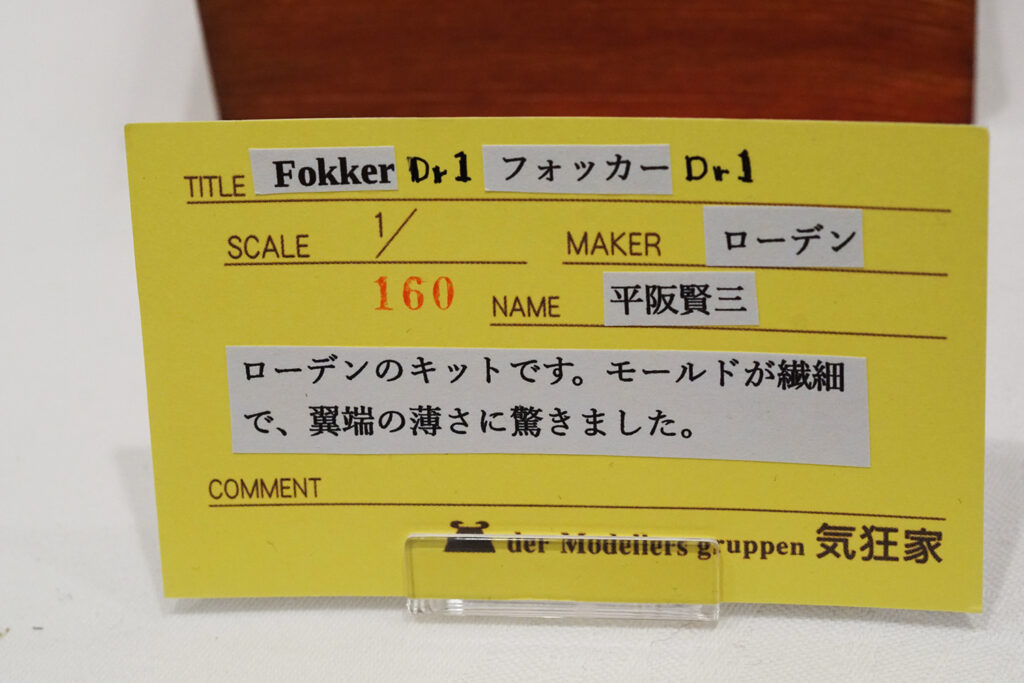 TITLE Fokker Dr1 フォッカー Dr1
SCALE 1/ MAKER ローデン
160 NAME 平阪賢三
ローデンのキットです。モールドが繊細
で、翼端の薄さに驚きました。
COMMENT
der Modellers gruppen 気狂家